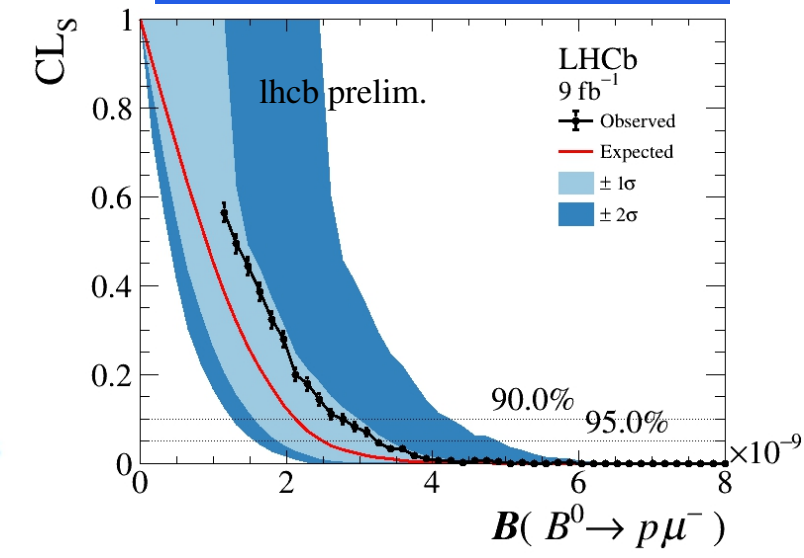 CLS
1
0.8
0.6
0.4
0.2
0
lhcb prelim.
LHCb
9 fb⁻¹
Observed
Expected
± 1σ
± 2σ
90.0%
95.0%
×10⁻⁹
0 2 4 6 8
B( B⁰→ pμ⁻ )